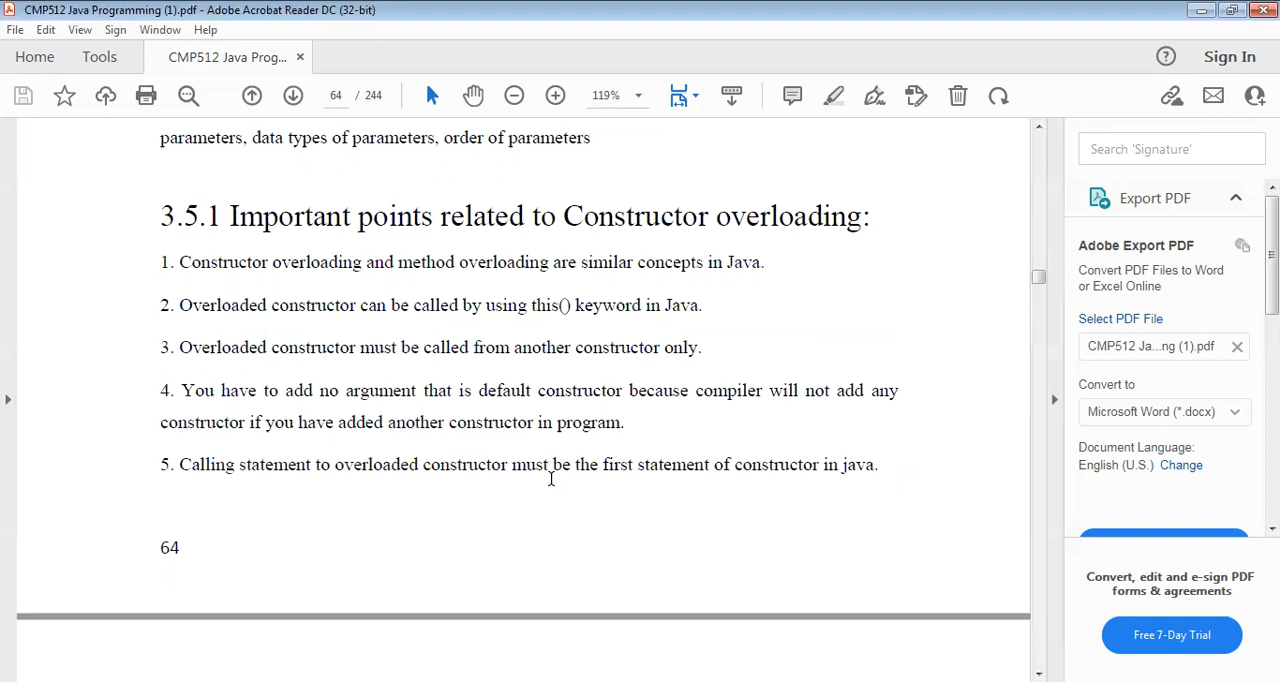 CMP512 Java Programming (1).pdf - Adobe Acrobat Reader DC (32-bit)
File Edit View Sign Window Help
Home Tools CMP512 Java Prog... ×
Sign In
64 / 244 119%
parameters, data types of parameters, order of parameters
3.5.1 Important points related to Constructor overloading:
1. Constructor overloading and method overloading are similar concepts in Java.
2. Overloaded constructor can be called by using this() keyword in Java.
3. Overloaded constructor must be called from another constructor only.
4. You have to add no argument that is default constructor because compiler will not add any
constructor if you have added another constructor in program.
5. Calling statement to overloaded constructor must be the first statement of constructor in java.
64
Search 'Signature'
Export PDF
Adobe Export PDF
Convert PDF Files to Word
or Excel Online
Select PDF File
CMP512 Ja...ng (1).pdf
Convert to
Microsoft Word (*.docx)
Document Language:
English (U.S.) Change
Convert, edit and e-sign PDF
forms & agreements
Free 7-Day Trial